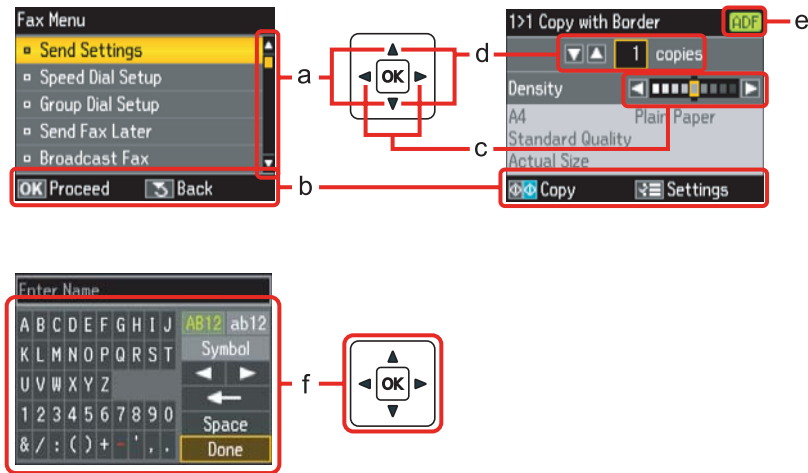 Fax Menu
Send Settings
Speed Dial Setup
Group Dial Setup
Send Fax Later
Broadcast Fax
OK Proceed Back
a
b
OK
c
d
1>1 Copy with Border ADF
1 copies
Density
A4 Plain Paper
Standard Quality
Actual Size
Copy Settings
e
Enter Name
A B C D E F G H I J AB12 ab12
K L M N O P Q R S T Symbol
U V W X Y Z
1 2 3 4 5 6 7 8 9 0 Space
& / : ( ) + - ' , . Done
f
OK